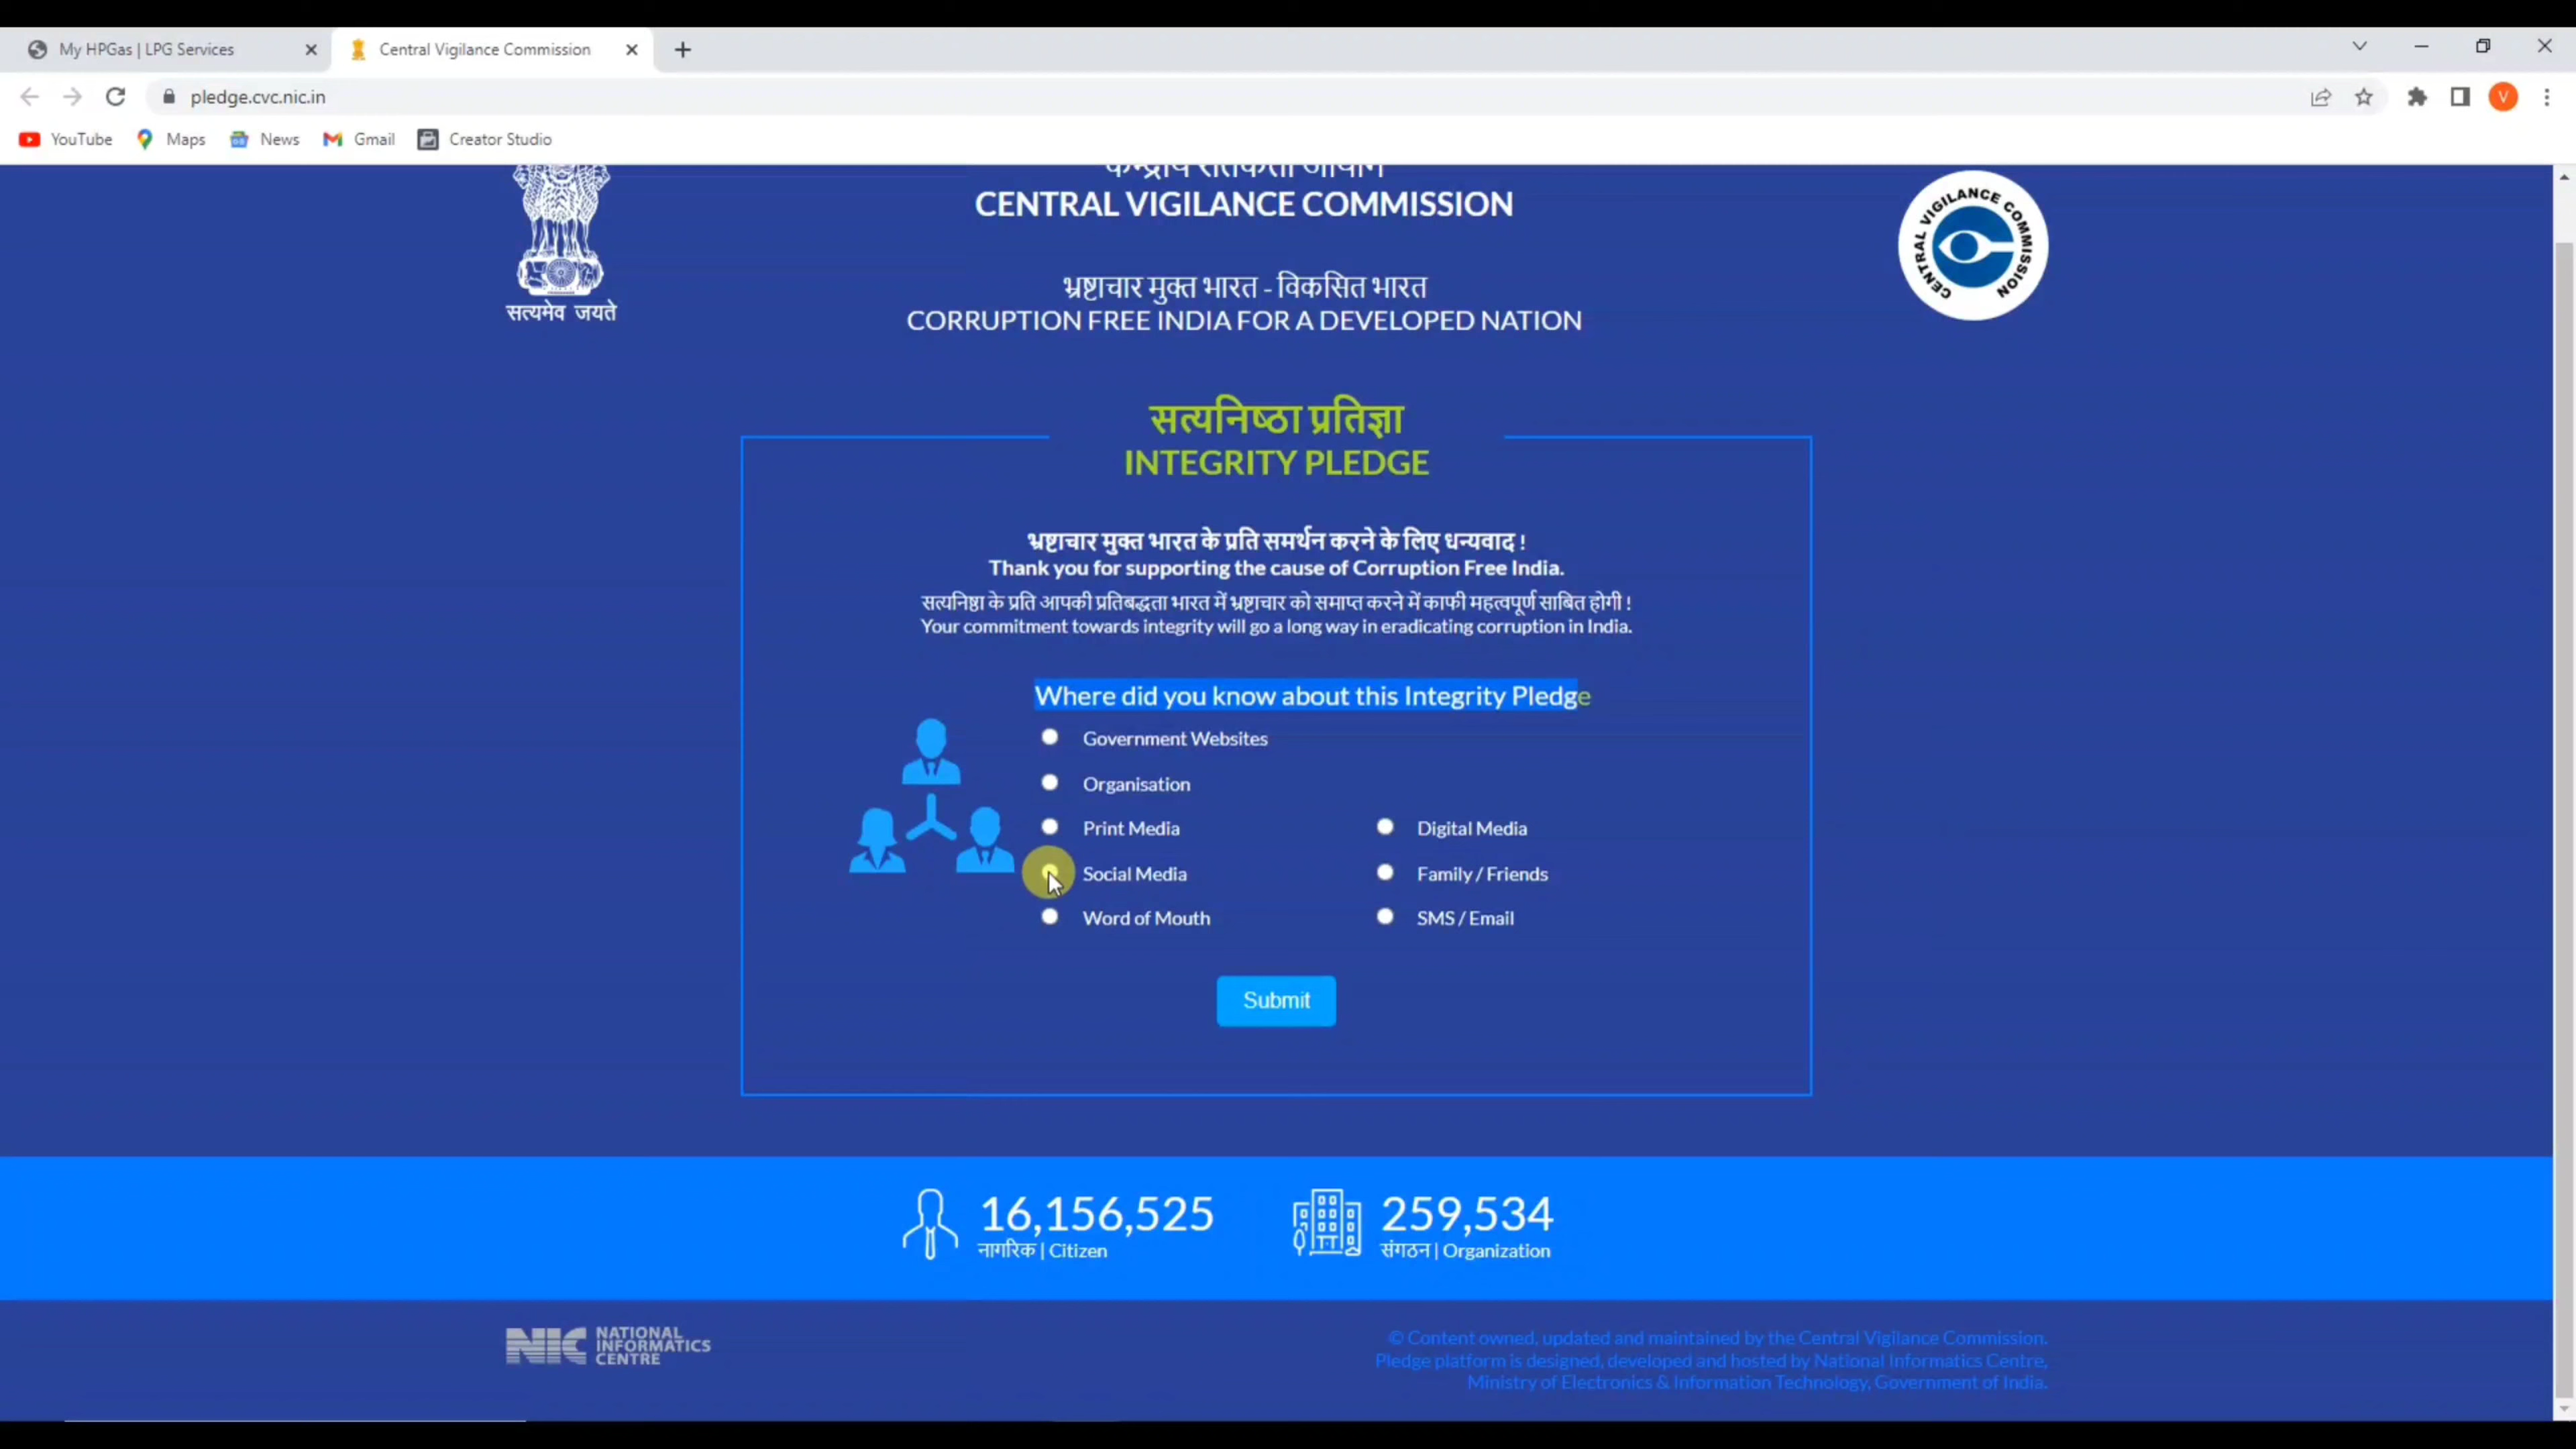 My HPGas | LPG Services
Central Vigilance Commission
pledge.cvc.nic.in
V
YouTube
Maps
News
Gmail
Creator Studio
केन्द्रीय सतर्कता आयोग
CENTRAL VIGILANCE COMMISSION
सत्यमेव जयते
भ्रष्टाचार मुक्त भारत - विकसित भारत
CORRUPTION FREE INDIA FOR A DEVELOPED NATION
CENTRAL VIGILANCE COMMISSION
सत्यनिष्ठा प्रतिज्ञा
INTEGRITY PLEDGE
भ्रष्टाचार मुक्त भारत के प्रति समर्थन करने के लिए धन्यवाद !
Thank you for supporting the cause of Corruption Free India.
सत्यनिष्ठा के प्रति आपकी प्रतिबद्धता भारत में भ्रष्टाचार को समाप्त करने में काफी महत्वपूर्ण साबित होगी !
Your commitment towards integrity will go a long way in eradicating corruption in India.
Where did you know about this Integrity Pledge
Government Websites
Organisation
Print Media
Digital Media
Social Media
Family / Friends
Word of Mouth
SMS / Email
Submit
16,156,525
नागरिक | Citizen
259,534
संगठन | Organization
NIC NATIONAL INFORMATICS CENTRE
© Content owned, updated and maintained by the Central Vigilance Commission.
Pledge platform is designed, developed and hosted by National Informatics Centre,
Ministry of Electronics & Information Technology, Government of India.